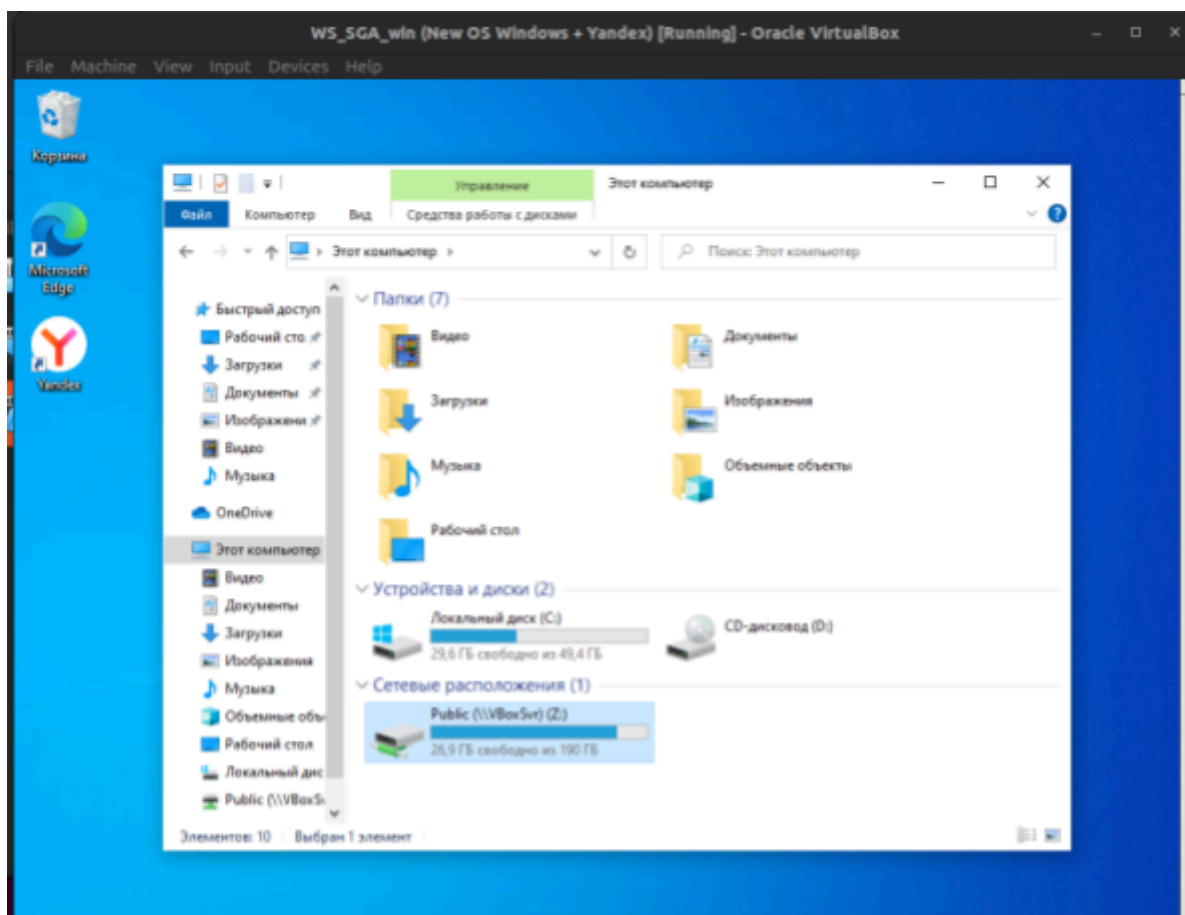 WS_SGA_win (New OS Windows + Yandex) [Running] - Oracle VirtualBox
File Machine View Input Devices Help
Корзина
Microsoft
Edge
Yandex
Управление
Этот компьютер
Файл Компьютер Вид Средства работы с дисками
Этот компьютер
Поиск: Этот компьютер
Быстрый доступ
Рабочий сто
Загрузки
Документы
Изображени
Видео
Музыка
OneDrive
Этот компьютер
Видео
Документы
Загрузки
Изображения
Музыка
Объемные объ
Рабочий стол
Локальный дис
Public (\\VBoxSv
Папки (7)
Видео
Документы
Загрузки
Изображения
Музыка
Объемные объекты
Рабочий стол
Устройства и диски (2)
Локальный диск (C:)
29,6 ГБ свободно из 49,4 ГБ
CD-дисковод (D:)
Сетевые расположения (1)
Public (\\VBoxSvr) (Z:)
26,9 ГБ свободно из 190 ГБ
Элементов: 10 Выбран 1 элемент